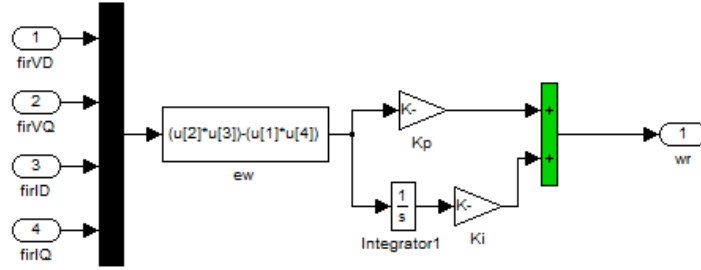 1
firVD
2
firVQ
3
firID
4
firIQ
(u[2]*u[3])-(u[1]*u[4])
ew
K-
Kp
1
s
Integrator1
K-
Ki
+
+
1
wr